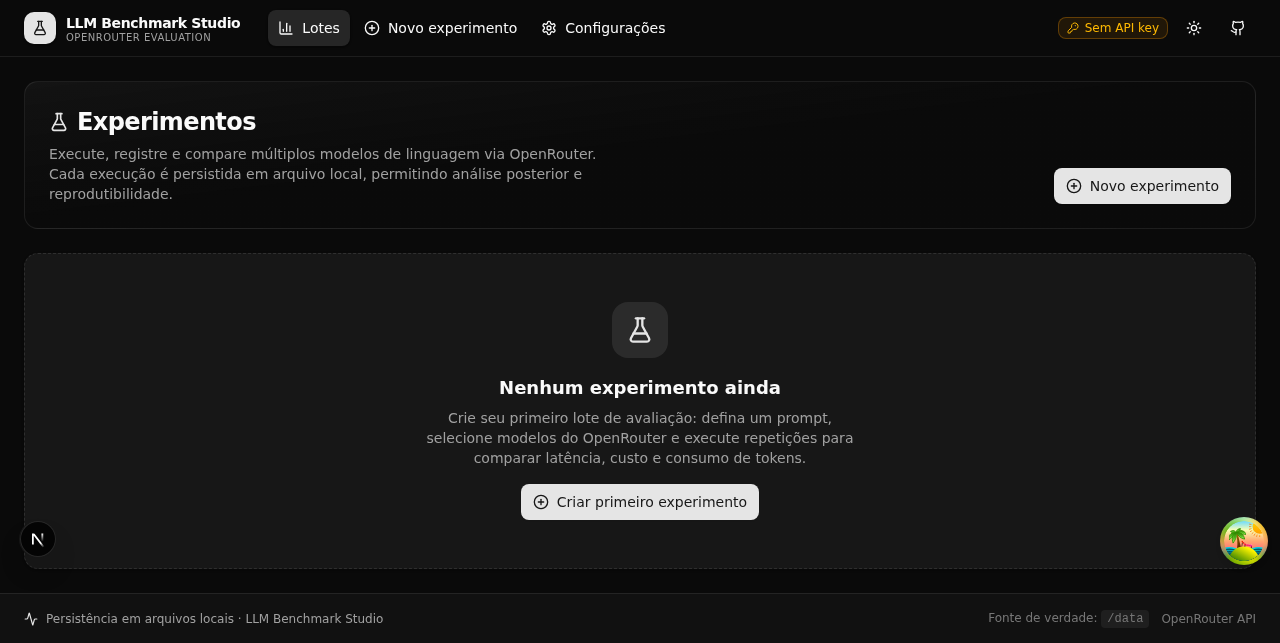 LLM Benchmark Studio
OPENROUTER EVALUATION
Lotes
Novo experimento
Configurações
Sem API key
Experimentos
Execute, registre e compare múltiplos modelos de linguagem via OpenRouter.
Cada execução é persistida em arquivo local, permitindo análise posterior e
reprodutibilidade.
Novo experimento
Nenhum experimento ainda
Crie seu primeiro lote de avaliação: defina um prompt,
selecione modelos do OpenRouter e execute repetições para
comparar latência, custo e consumo de tokens.
Criar primeiro experimento
N
Persistência em arquivos locais · LLM Benchmark Studio
Fonte de verdade: /data
OpenRouter API